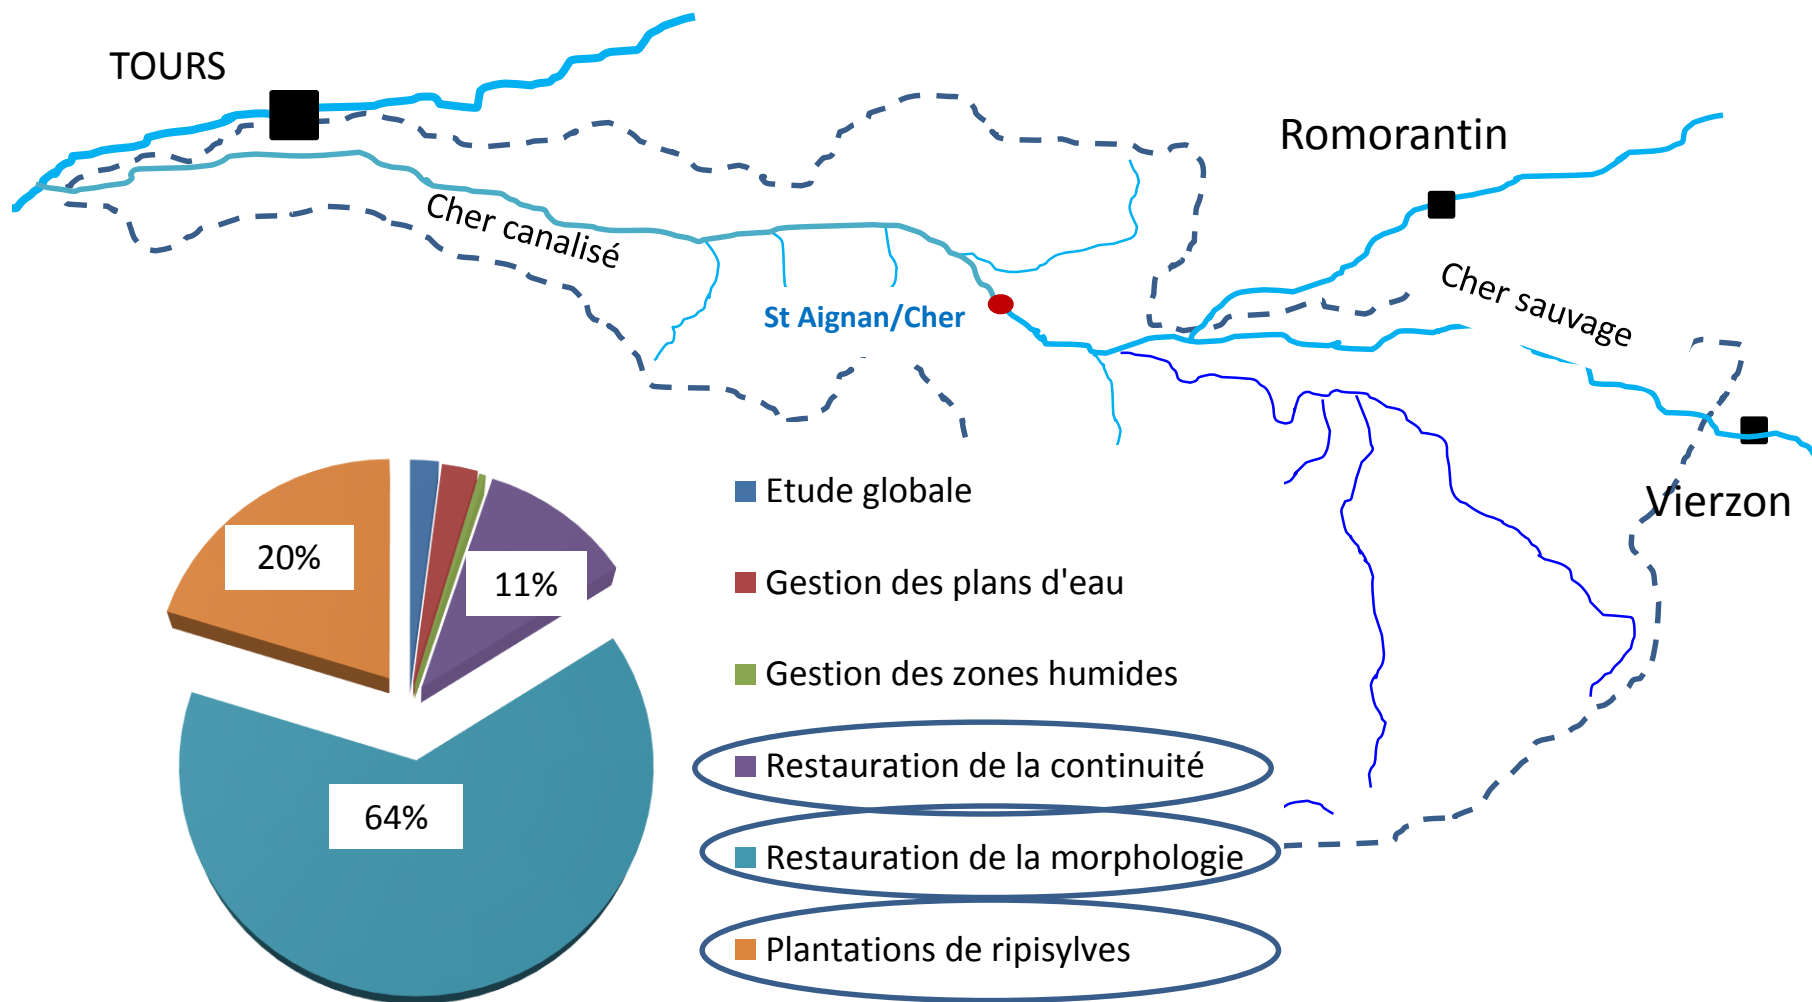 TOURS
Romorantin
Cher canalisé
Cher sauvage
St Aignan/Cher
Vierzon
20%
11%
64%
Etude globale
Gestion des plans d'eau
Gestion des zones humides
Restauration de la continuité
Restauration de la morphologie
Plantations de ripisylves